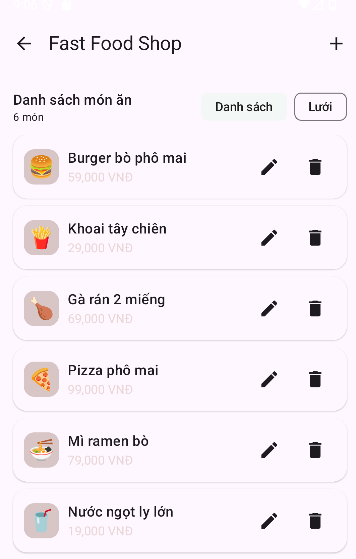 Fast Food Shop
Danh sách món ăn
6 món
Danh sách
Lưới
Burger bò phô mai
59,000 VNĐ
Khoai tây chiên
29,000 VNĐ
Gà rán 2 miếng
69,000 VNĐ
Pizza phô mai
99,000 VNĐ
Mì ramen bò
79,000 VNĐ
Nước ngọt ly lớn
19,000 VNĐ